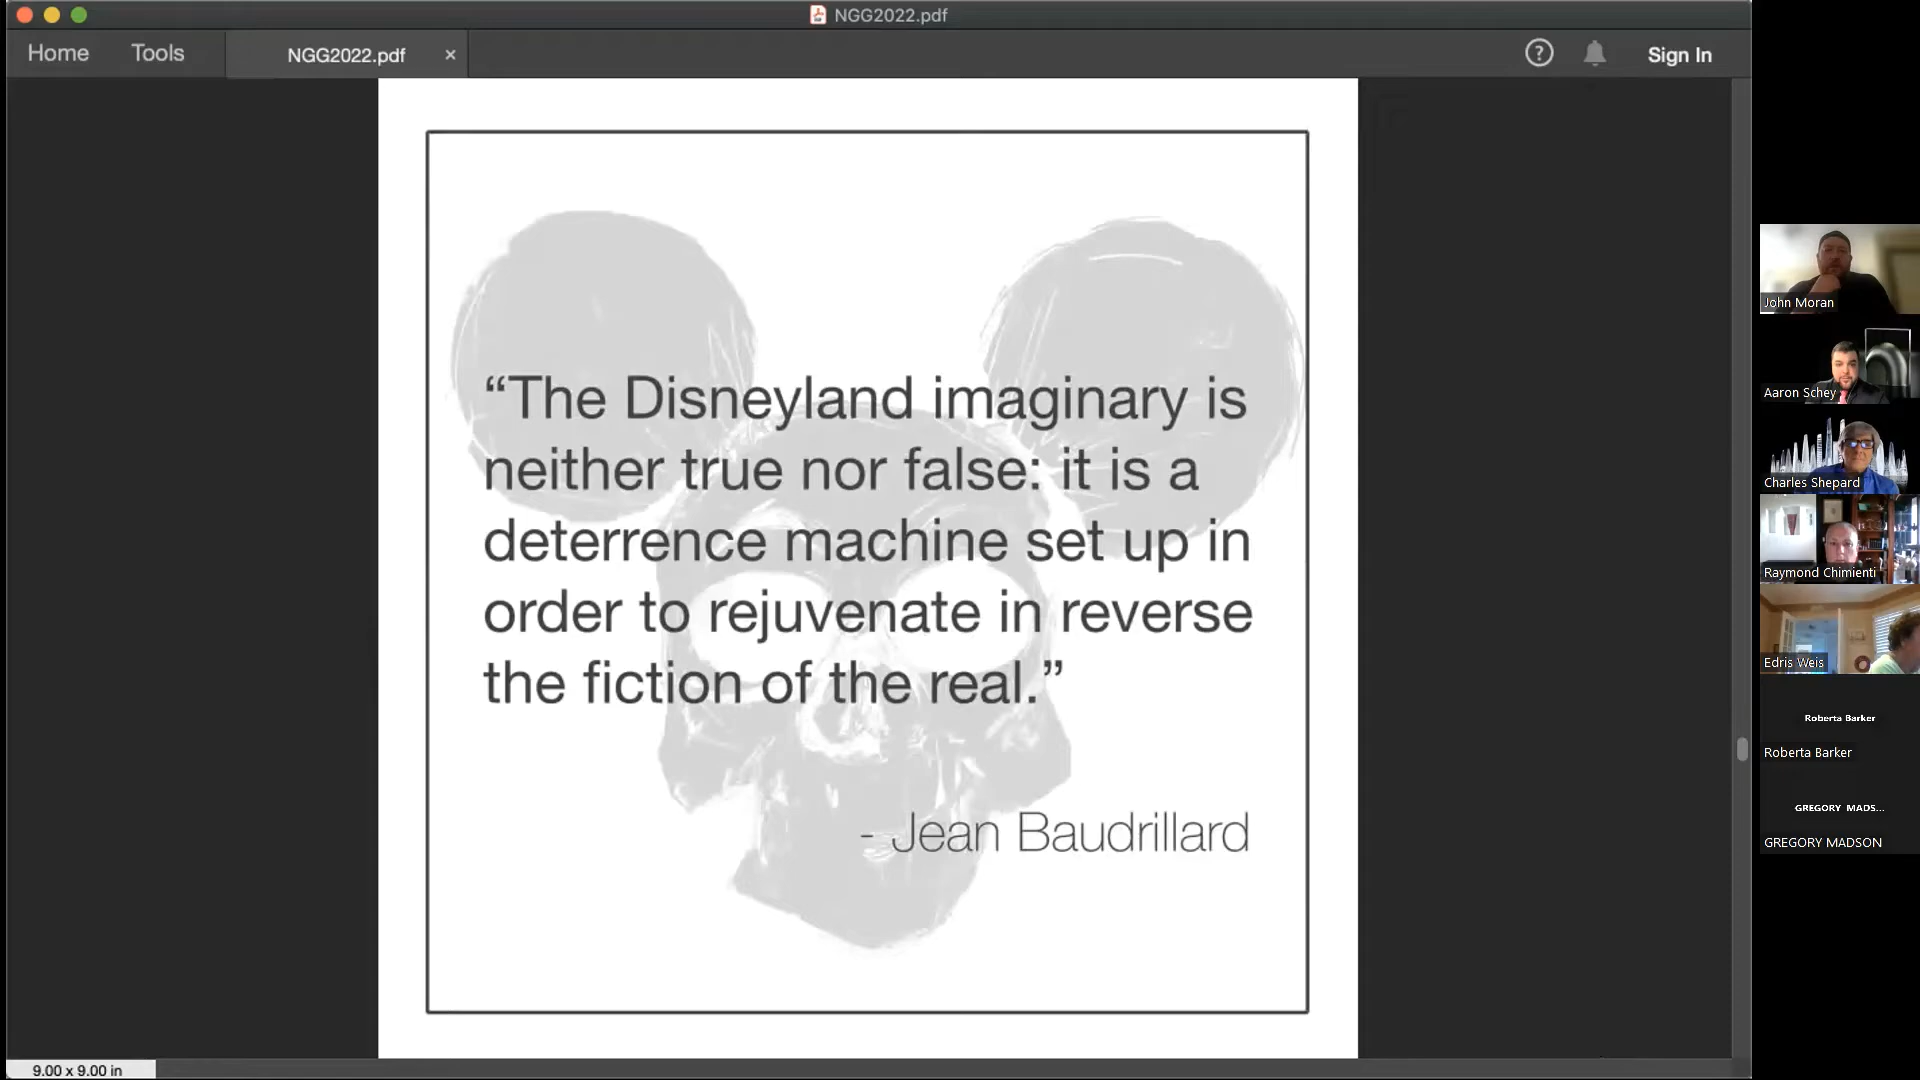 NGG2022.pdf
Home
Tools
NGG2022.pdf
×
?
Sign In
“The Disneyland imaginary is
neither true nor false: it is a
deterrence machine set up in
order to rejuvenate in reverse
the fiction of the real.”
- Jean Baudrillard
9.00 x 9.00 in
John Moran
Aaron Schey
Charles Shepard
Raymond Chimienti
Edris Weis
Roberta Barker
Roberta Barker
GREGORY MADS...
GREGORY MADSON